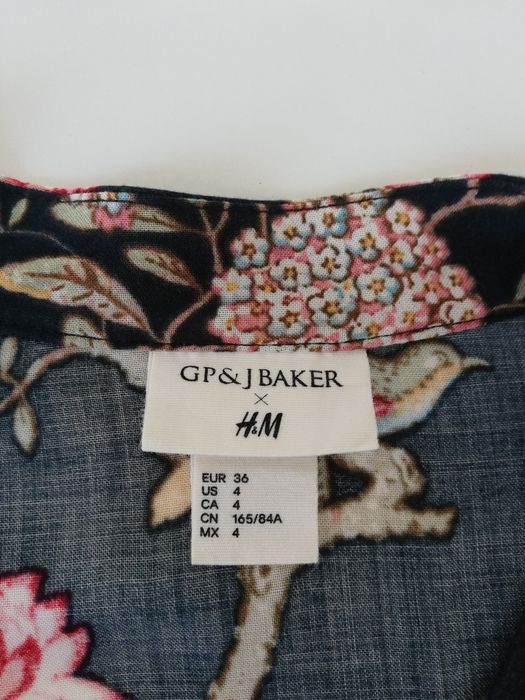 GP & J BAKER
×
H&M
EUR 36
US 4
CA 4
CN 165/84A
MX 4